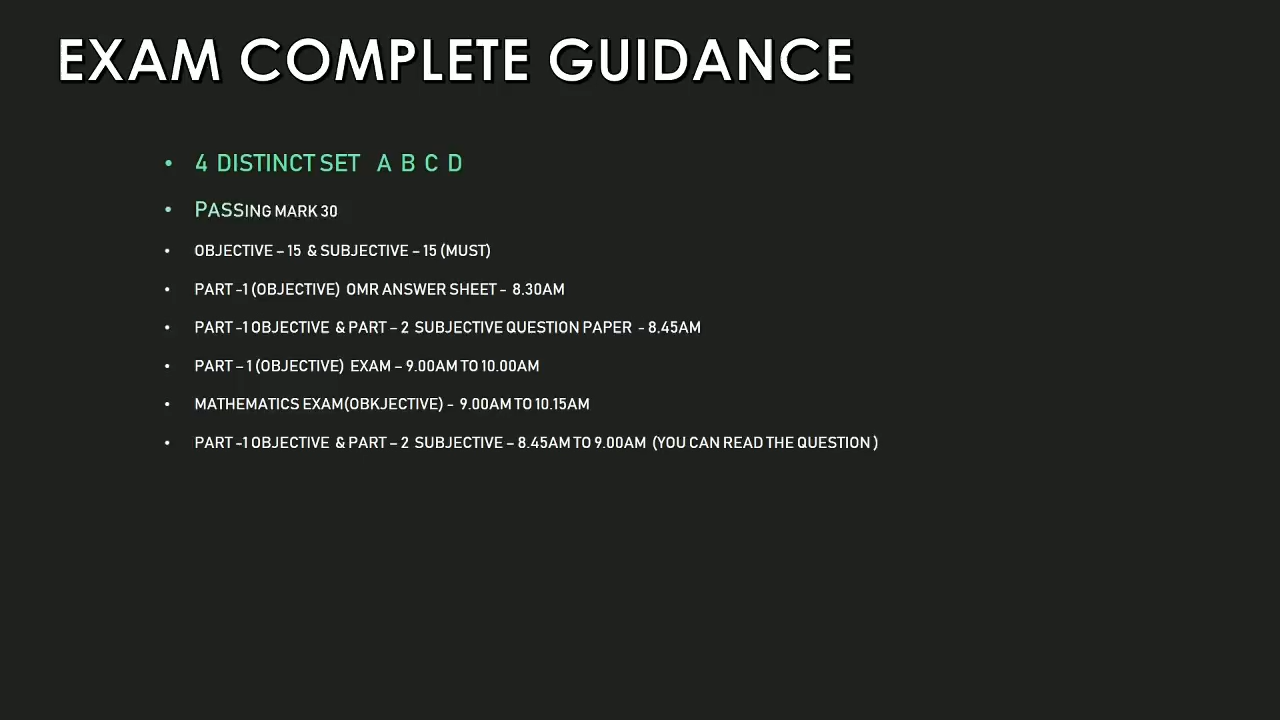 EXAM COMPLETE GUIDANCE
• 4 DISTINCT SET A B C D
• PASSING MARK 30
• OBJECTIVE – 15 & SUBJECTIVE – 15 (MUST)
• PART -1 (OBJECTIVE) OMR ANSWER SHEET - 8.30AM
• PART -1 OBJECTIVE & PART – 2 SUBJECTIVE QUESTION PAPER - 8.45AM
• PART – 1 (OBJECTIVE) EXAM – 9.00AM TO 10.00AM
• MATHEMATICS EXAM(OBKJECTIVE) - 9.00AM TO 10.15AM
• PART -1 OBJECTIVE & PART – 2 SUBJECTIVE – 8.45AM TO 9.00AM (YOU CAN READ THE QUESTION )